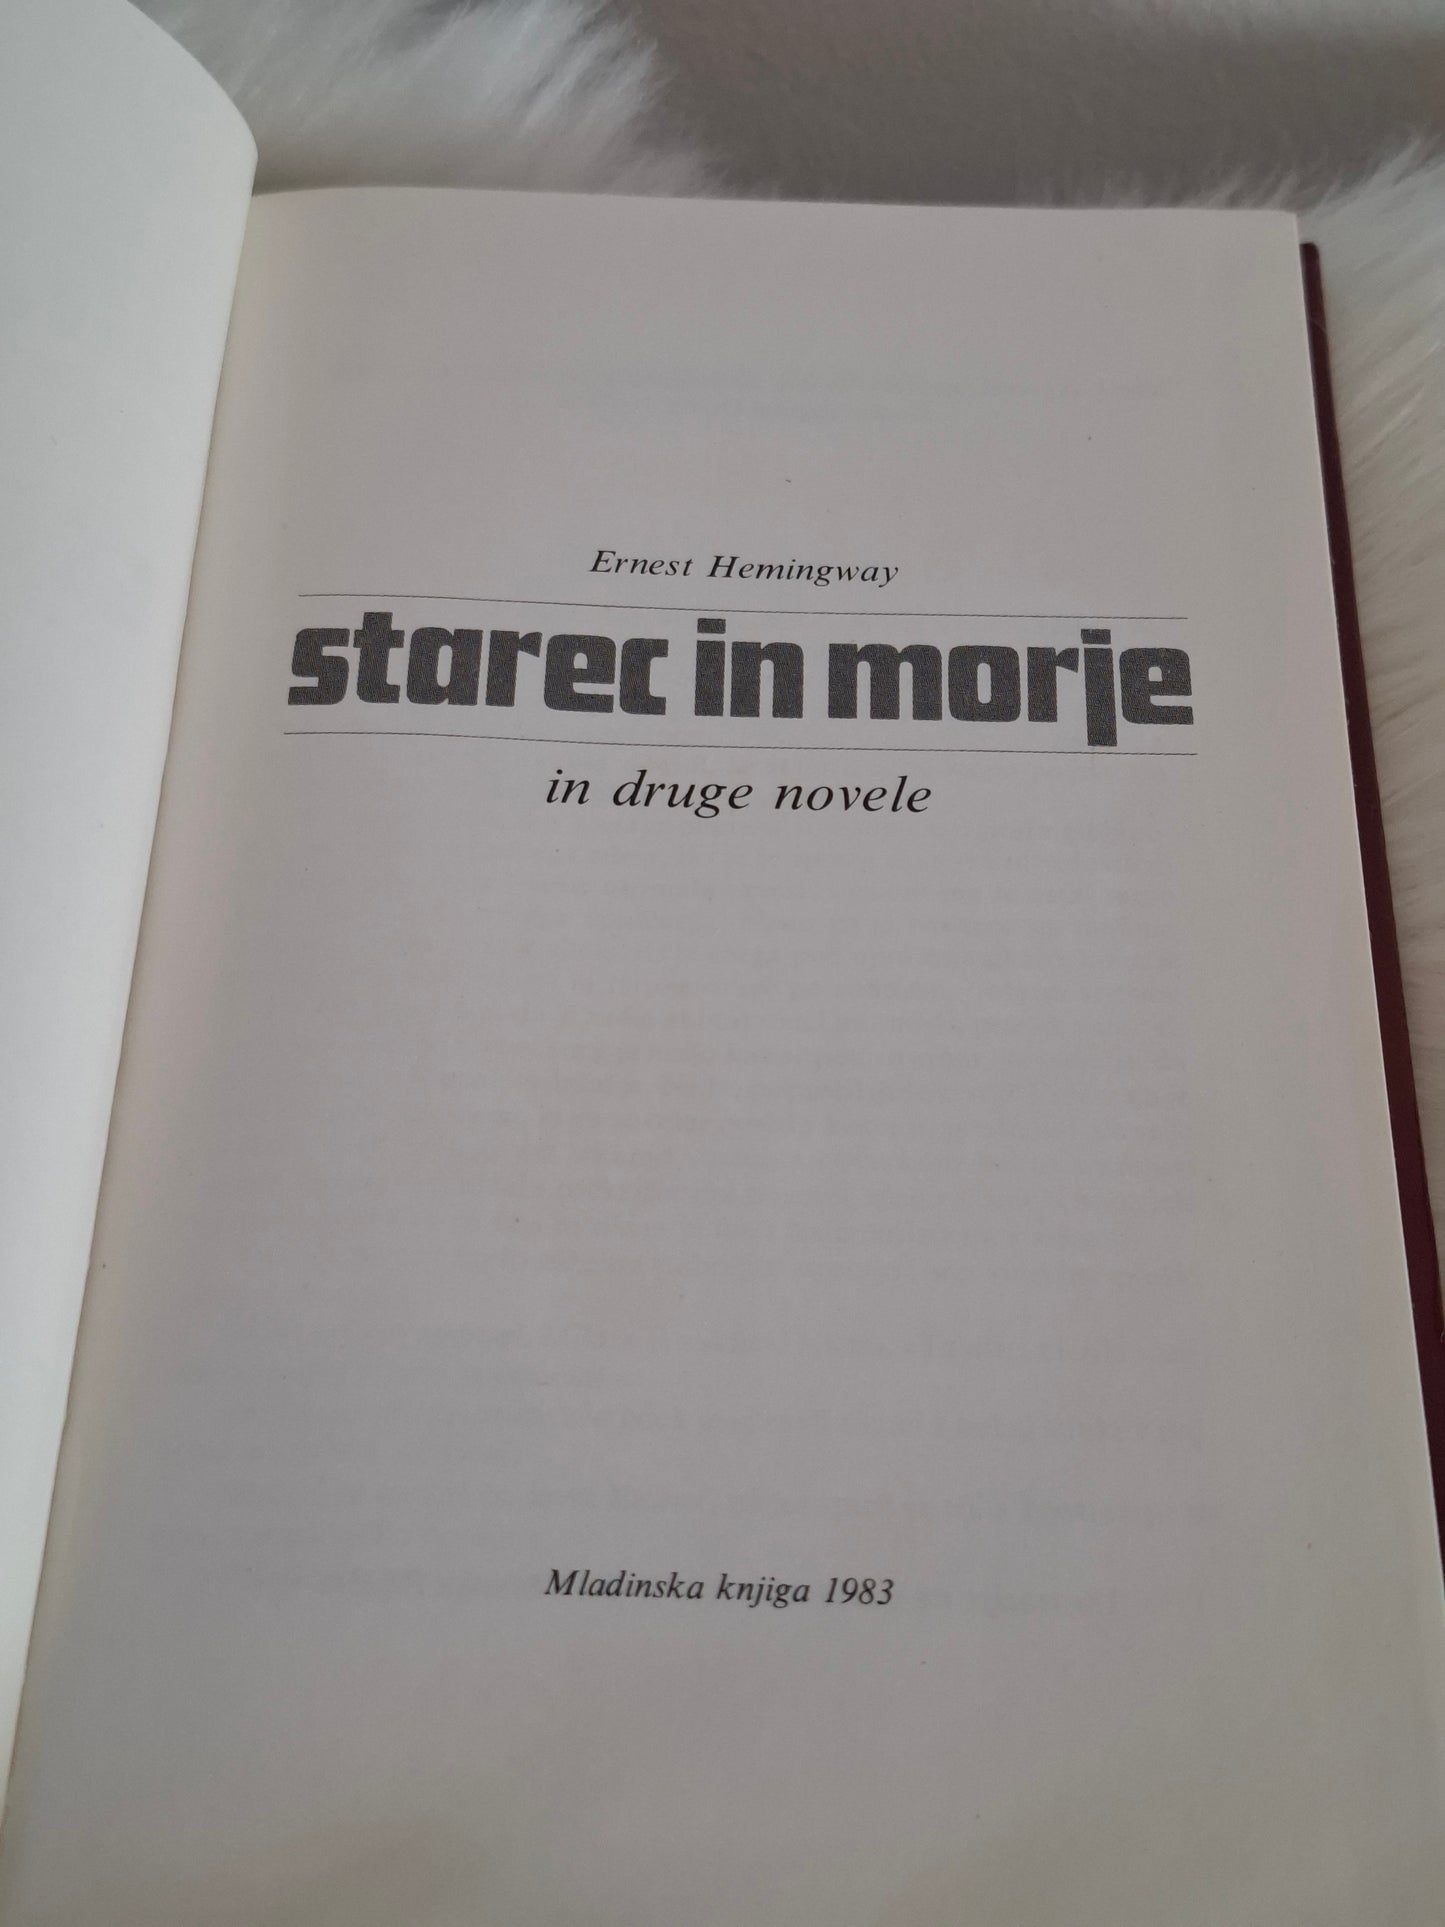 Ernest Hemingway
starec in morje
in druge novele
Mladinska knjiga 1983